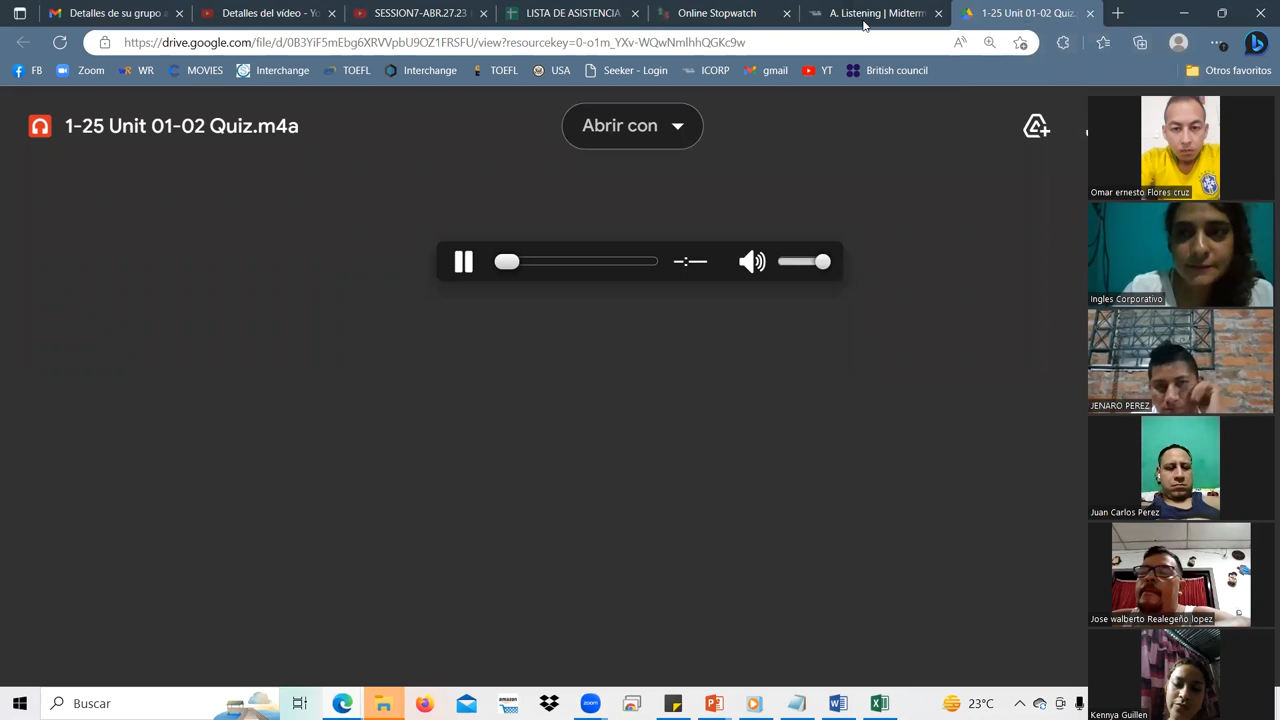 Detalles de su grupo a
Detalles del vídeo - Yo
SESSION7-ABR.27.23
LISTA DE ASISTENCIA
Online Stopwatch
A. Listening | Midterm
1-25 Unit 01-02 Quiz.
https://drive.google.com/file/d/0B3YiF5mEbg6XRVVpbU9OZ1FRSFU/view?resourcekey=0-o1m_YXv-WQwNmlhhQGKc9w
FB
Zoom
WR
MOVIES
Interchange
TOEFL
Interchange
TOEFL
USA
Seeker - Login
ICORP
gmail
YT
British council
Otros favoritos
1-25 Unit 01-02 Quiz.m4a
Abrir con
-:--
Omar ernesto Flores cruz
Ingles Corporativo
JENARO PEREZ
Juan Carlos Perez
Jose walberto Realegeño lopez
Kennya Guillen
Buscar
amazon
23°C